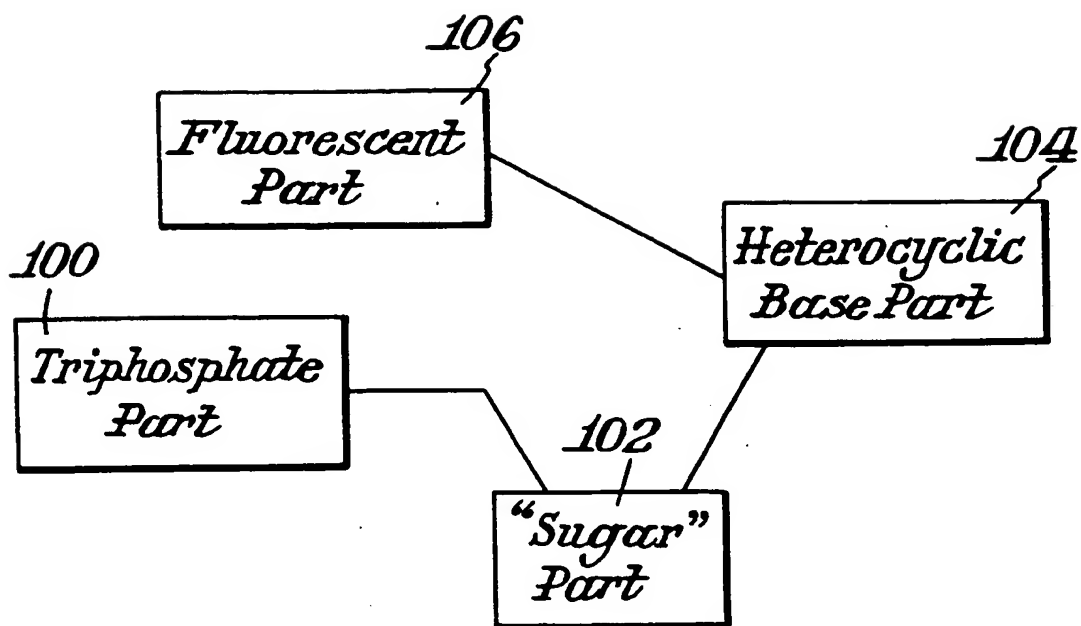 106
Fluorescent
Part
104
Heterocyclic
Base Part
100
Triphosphate
Part
102
“Sugar”
Part